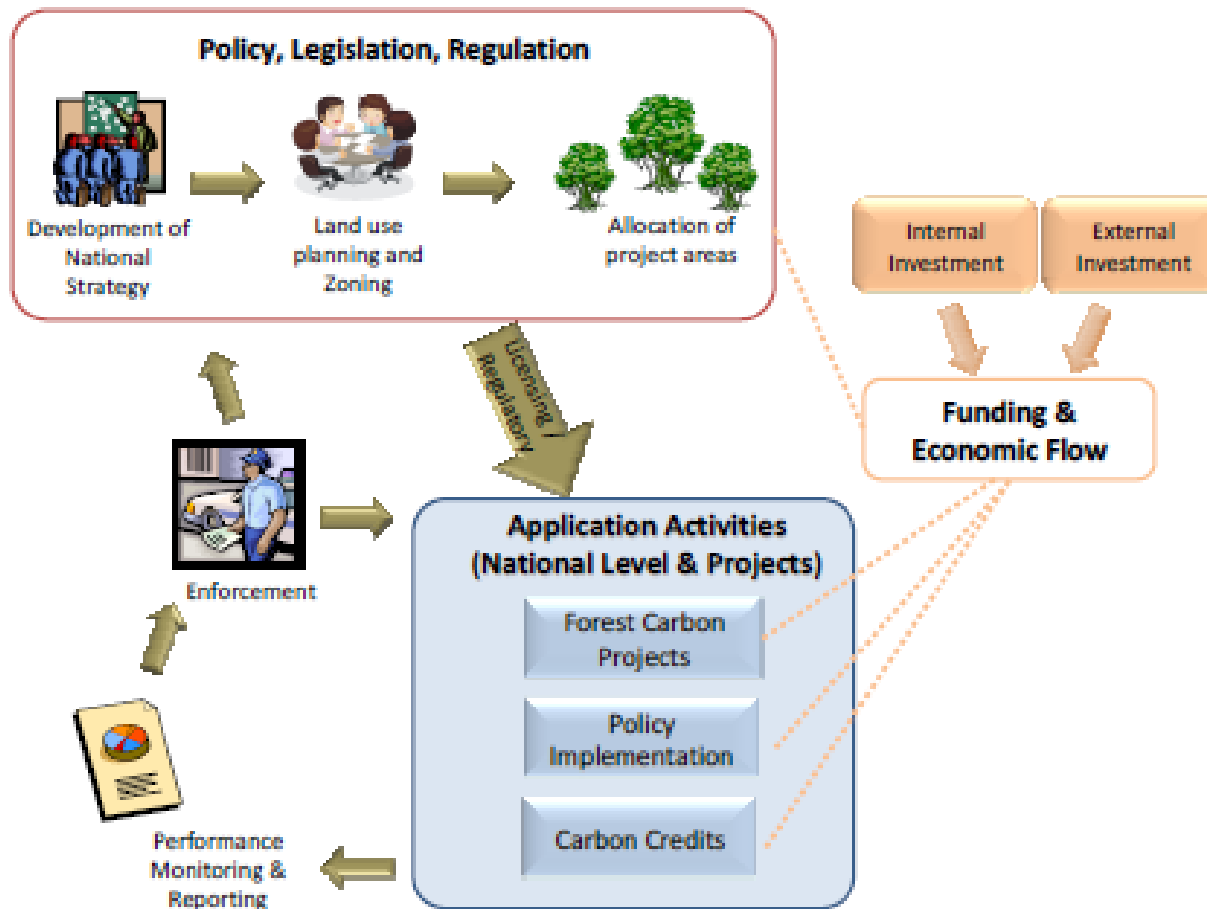 Policy, Legislation, Regulation
Development of
National
Strategy
Land use
planning and
Zoning
Allocation of
project areas
Internal
Investment
External
Investment
Licensing /
Regulatory
Funding &
Economic Flow
Enforcement
Application Activities
(National Level & Projects)
Forest Carbon
Projects
Policy
Implementation
Carbon Credits
Performance
Monitoring &
Reporting